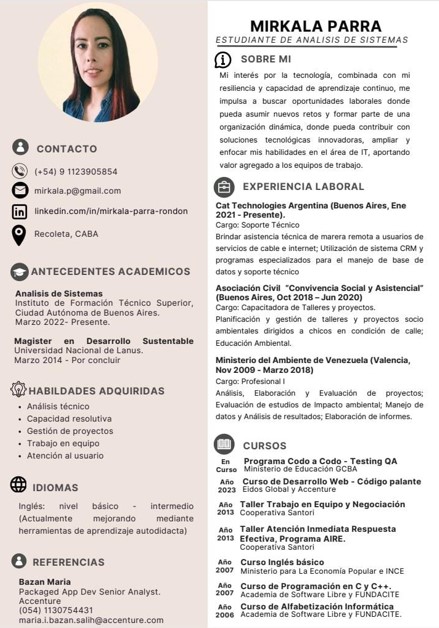 CONTACTO
(+54) 9 1123905854
mirkala.p@gmail.com
linkedin.com/in/mirkala-parra-rondon
Recoleta, CABA
ANTECEDENTES ACADEMICOS
Analisis de Sistemas
Instituto de Formación Técnico Superior,
Ciudad Autónoma de Buenos Aires.
Marzo 2022- Presente.
Magister en Desarrollo Sustentable
Universidad Nacional de Lanus.
Marzo 2014 - Por concluir
HABILDADES ADQUIRIDAS
• Análisis técnico
• Capacidad resolutiva
• Gestión de proyectos
• Trabajo en equipo
• Atención al usuario
IDIOMAS
Inglés: nivel básico - intermedio
(Actualmente mejorando mediante
herramientas de aprendizaje autodidacta)
REFERENCIAS
Bazan Maria
Packaged App Dev Senior Analyst.
Accenture
(054) 1130754431
maria.i.bazan.salih@accenture.com
MIRKALA PARRA
ESTUDIANTE DE ANALISIS DE SISTEMAS
SOBRE MI
Mi interés por la tecnología, combinada con mi
resiliencia y capacidad de aprendizaje continuo, me
impulsa a buscar oportunidades laborales donde
pueda asumir nuevos retos y formar parte de una
organización dinámica, donde pueda contribuir con
soluciones tecnológicas innovadoras, ampliar y
enfocar mis habilidades en el área de IT, aportando
valor agregado a los equipos de trabajo.
EXPERIENCIA LABORAL
Cat Technologies Argentina (Buenos Aires, Ene
2021 - Presente).
Cargo: Soporte Técnico
Brindar asistencia técnica de marera remota a usuarios de
servicios de cable e internet; Utilización de sistema CRM y
programas especializados para el manejo de base de
datos y soporte técnico
Asociación Civil "Convivencia Social y Asistencial"
(Buenos Aires, Oct 2018 – Jun 2020)
Cargo: Capacitadora de Talleres y proyectos.
Planificación y gestión de talleres y proyectos socio
ambientales dirigidos a chicos en condición de calle;
Educación Ambiental.
Ministerio del Ambiente de Venezuela (Valencia,
Nov 2009 - Marzo 2018)
Cargo: Profesional I
Análisis, Elaboración y Evaluación de proyectos;
Evaluación de estudios de Impacto ambiental; Manejo de
datos y Análisis de resultados; Elaboración de informes.
CURSOS
En Curso Programa Codo a Codo - Testing QA
Ministerio de Educación GCBA
Año 2023 Curso de Desarrollo Web - Código palante
Eidos Global y Accenture
Año 2013 Taller Trabajo en Equipo y Negociación
Cooperativa Santori
Año 2013 Taller Atención Inmediata Respuesta
Efectiva, Programa AIRE.
Cooperativa Santori
Año 2007 Curso Inglés básico
Ministerio para La Economía Popular e INCE
Año 2007 Curso de Programación en C y C++.
Academia de Software Libre y FUNDACITE
Año 2006 Curso de Alfabetización Informática
Academia de Software Libre y FUNDACITE.